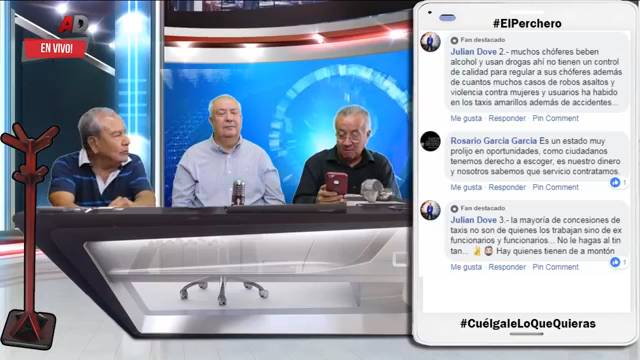 AD
EN VIVO!
#ElPerchero
Fan destacado
Julian Dove 2.- muchos chóferes beben
alcohol y usan drogas ahí no tienen un control
de calidad para regular a sus chóferes además
de cuantos muchos casos de robos asaltos y
violencia contra mujeres y usuarios ha habido
en los taxis amarillos además de accidentes...
Me gusta · Responder · Pin Comment
Rosario García García Es un estado muy
prolijo en oportunidades, como ciudadanos
tenemos derecho a escoger, es nuestro dinero
y nosotros sabemos que servicio contratamos.
Me gusta · Responder · Pin Comment
1
Fan destacado
Julian Dove 3.- la mayoría de concesiones de
taxis no son de quienes los trabajan sino de ex
funcionarios y funcionarios... No le hagas al tin
tan... Hay quienes tienen de a montón
Me gusta · Responder · Pin Comment
1
#CuélgaleLoQueQuieras